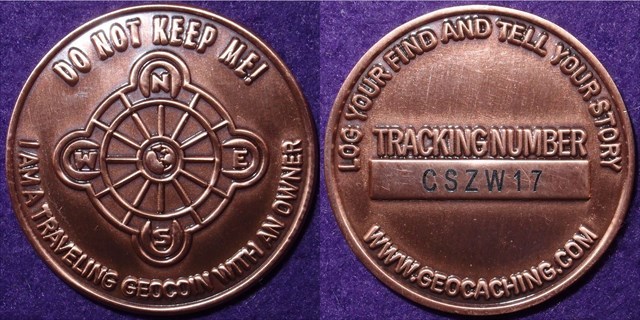 DO NOT KEEP ME!
N
W
E
S
I AM A TRAVELING GEOCOIN WITH AN OWNER
LOG YOUR FIND AND TELL YOUR STORY
TRACKING NUMBER
CSZW17
WWW.GEOCACHING.COM